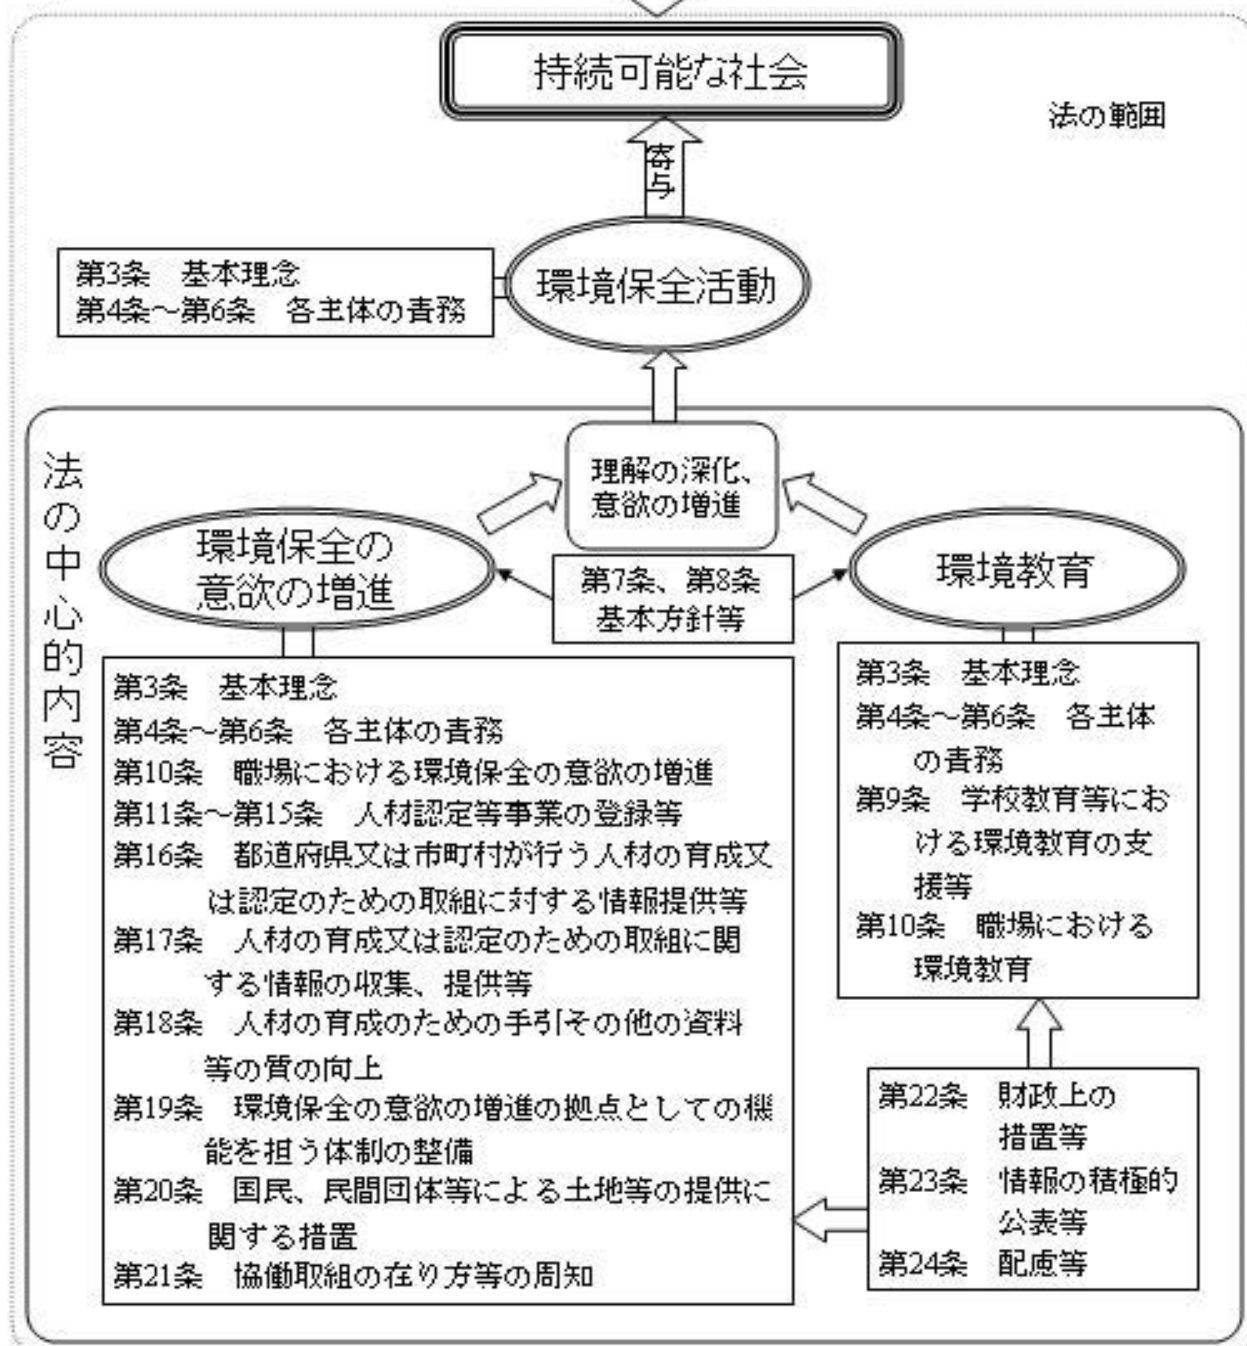 持続可能な社会
法の範囲
寄与
第3条 基本理念
第4条～第6条 各主体の責務
環境保全活動
法の中心的内容
理解の深化、
意欲の増進
環境保全の
意欲の増進
第7条、第8条
基本方針等
環境教育
第3条 基本理念
第4条～第6条 各主体の責務
第10条 職場における環境保全の意欲の増進
第11条～第15条 人材認定等事業の登録等
第16条 都道府県又は市町村が行う人材の育成又
は認定のための取組に対する情報提供等
第17条 人材の育成又は認定のための取組に関
する情報の収集、提供等
第18条 人材の育成のための手引その他の資料
等の質の向上
第19条 環境保全の意欲の増進の拠点としての機
能を担う体制の整備
第20条 国民、民間団体等による土地等の提供に
関する措置
第21条 協働取組の在り方等の周知
第3条 基本理念
第4条～第6条 各主体
の責務
第9条 学校教育等にお
ける環境教育の支
援等
第10条 職場における
環境教育
第22条 財政上の
措置等
第23条 情報の積極的
公表等
第24条 配慮等